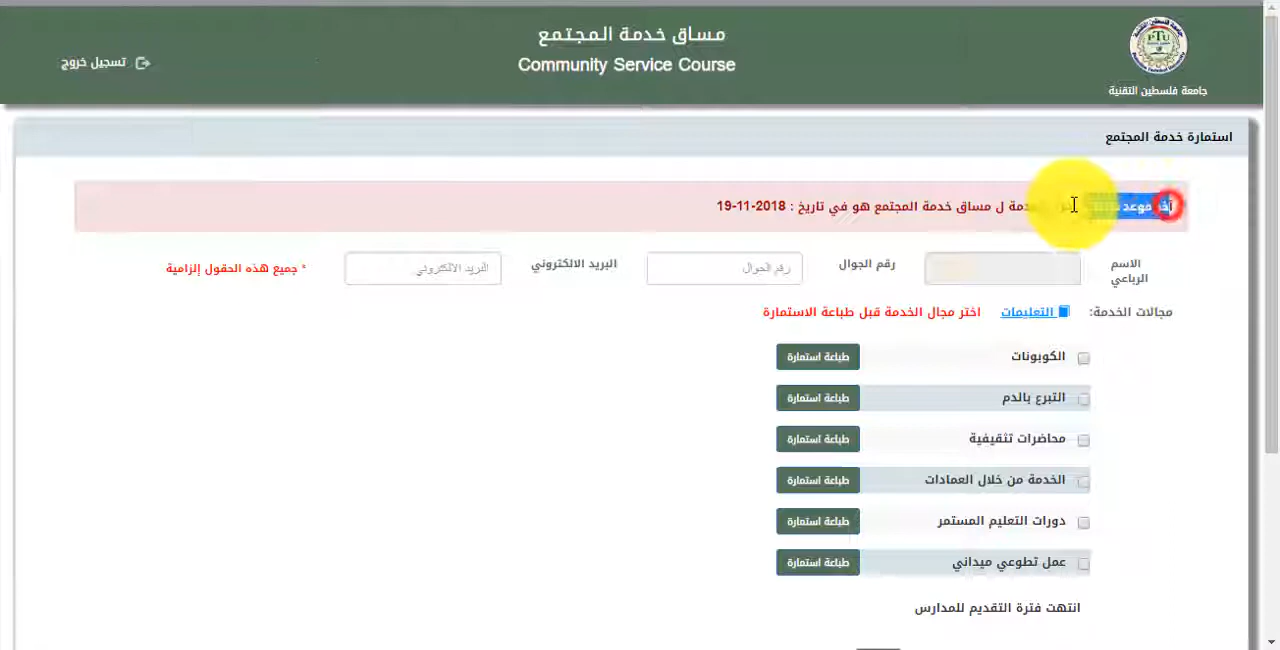 مساق خدمة المجتمع
Community Service Course
تسجيل خروج
PTU
جامعة فلسطين التقنية
استمارة خدمة المجتمع
آخر موعد ل مساق خدمة المجتمع هو في تاريخ : 2018-11-19
الاسم الرباعي
رقم الجوال
رقم الجوال
البريد الالكتروني
البريد الالكتروني
* جميع هذه الحقول إلزامية
مجالات الخدمة:
التعليمات
اختر مجال الخدمة قبل طباعة الاستمارة
الكوبونات
طباعة استمارة
التبرع بالدم
طباعة استمارة
محاضرات تثقيفية
طباعة استمارة
الخدمة من خلال العمادات
طباعة استمارة
دورات التعليم المستمر
طباعة استمارة
عمل تطوعي ميداني
طباعة استمارة
انتهت فترة التقديم للمدارس